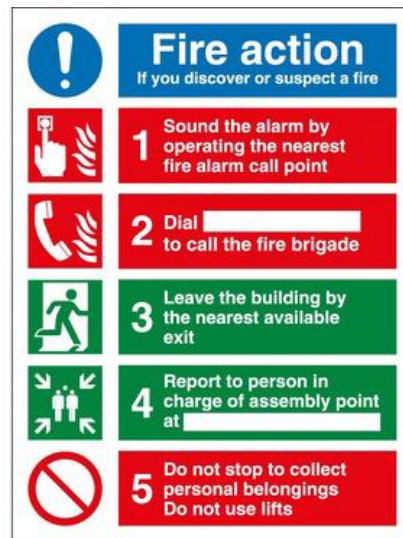 Fire action
If you discover or suspect a fire
1 Sound the alarm by
operating the nearest
fire alarm call point
2 Dial
to call the fire brigade
3 Leave the building by
the nearest available
exit
4 Report to person in
charge of assembly point
at
5 Do not stop to collect
personal belongings
Do not use lifts